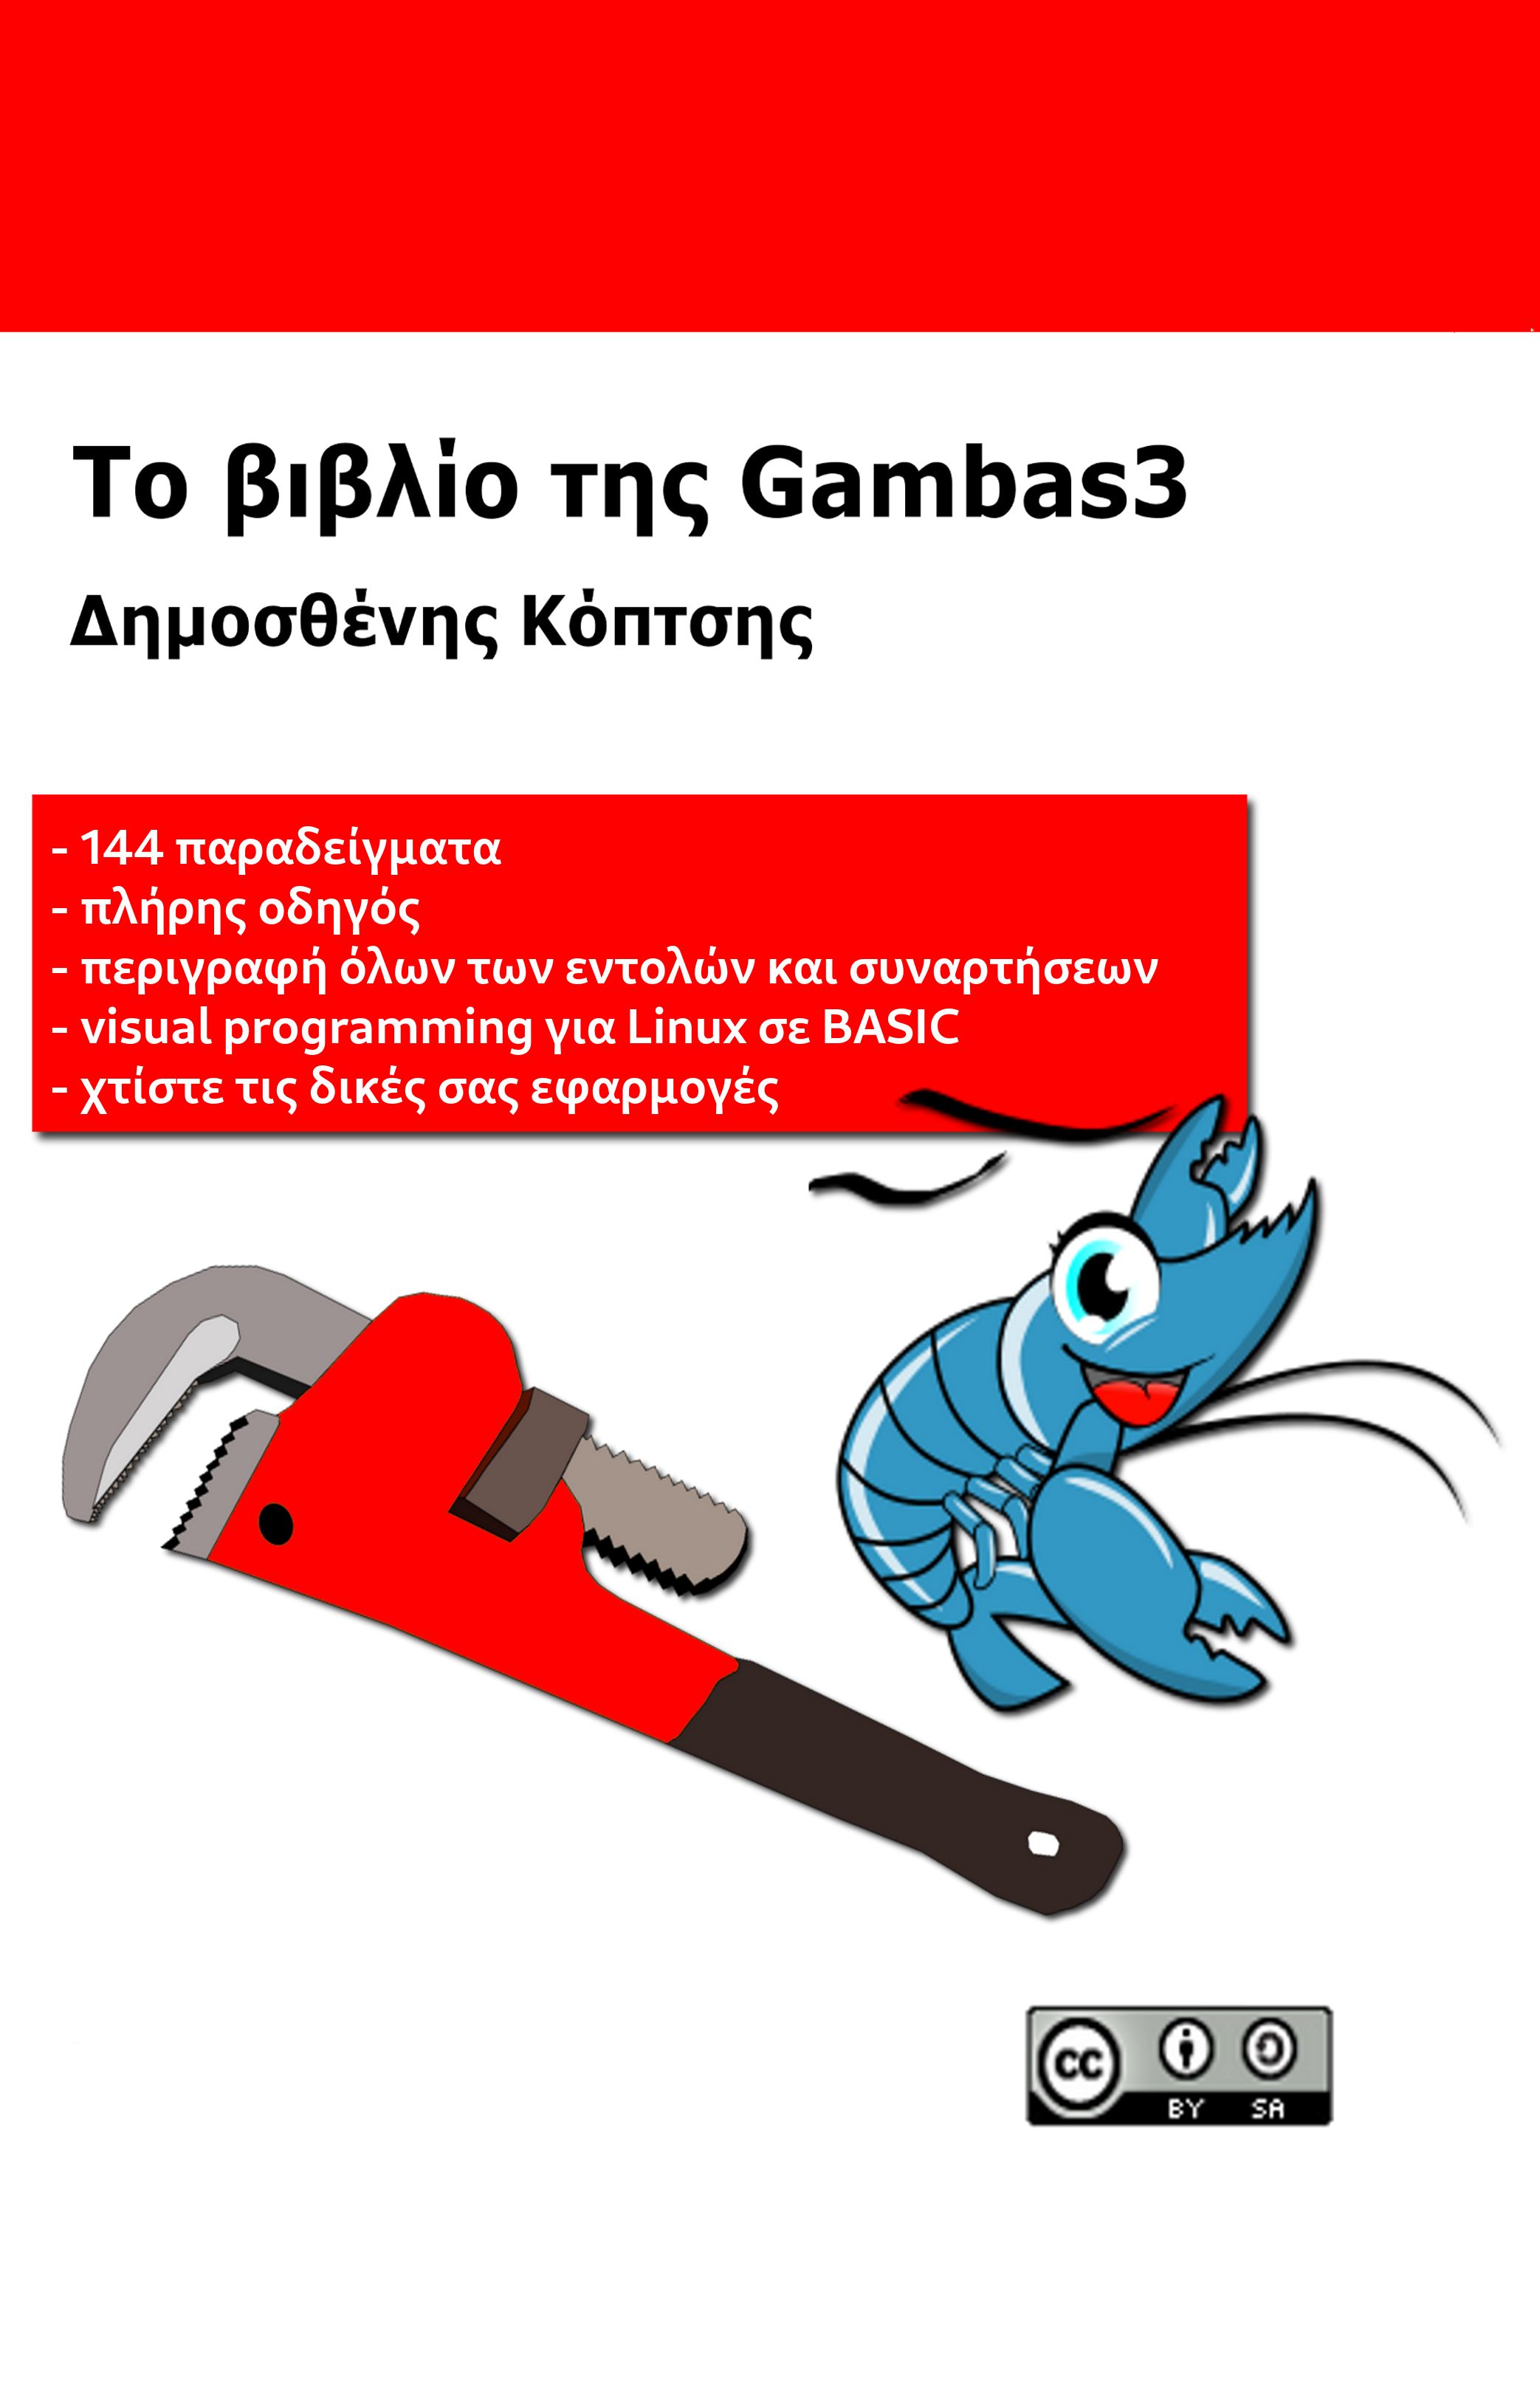 Το βιβλίο της Gambas3
Δημοσθένης Κόπτσης
- 144 παραδείγματα
- πλήρης οδηγός
- περιγραφή όλων των εντολών και συναρτήσεων
- visual programming για Linux σε BASIC
- χτίστε τις δικές σας εφαρμογές
cc
BY SA